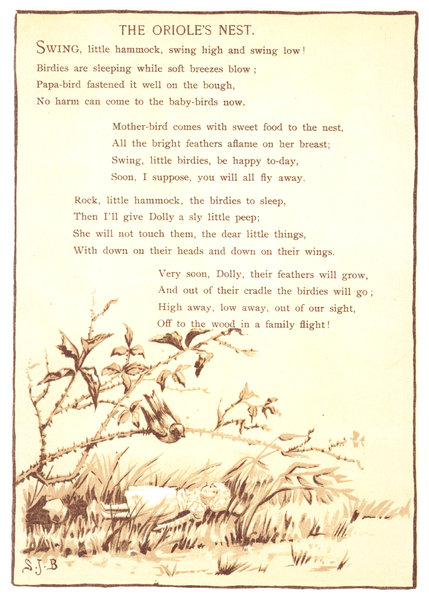 THE ORIOLE'S NEST.
SWING, little hammock, swing high and swing low!
Birdies are sleeping while soft breezes blow;
Papa-bird fastened it well on the bough,
No harm can come to the baby-birds now.
Mother-bird comes with sweet food to the nest,
All the bright feathers aflame on her breast;
Swing, little birdies, be happy to-day,
Soon, I suppose, you will all fly away.
Rock, little hammock, the birdies to sleep,
Then I'll give Dolly a sly little peep;
She will not touch them, the dear little things,
With down on their heads and down on their wings.
Very soon, Dolly, their feathers will grow,
And out of their cradle the birdies will go;
High away, low away, out of our sight,
Off to the wood in a family flight!
S.J.B